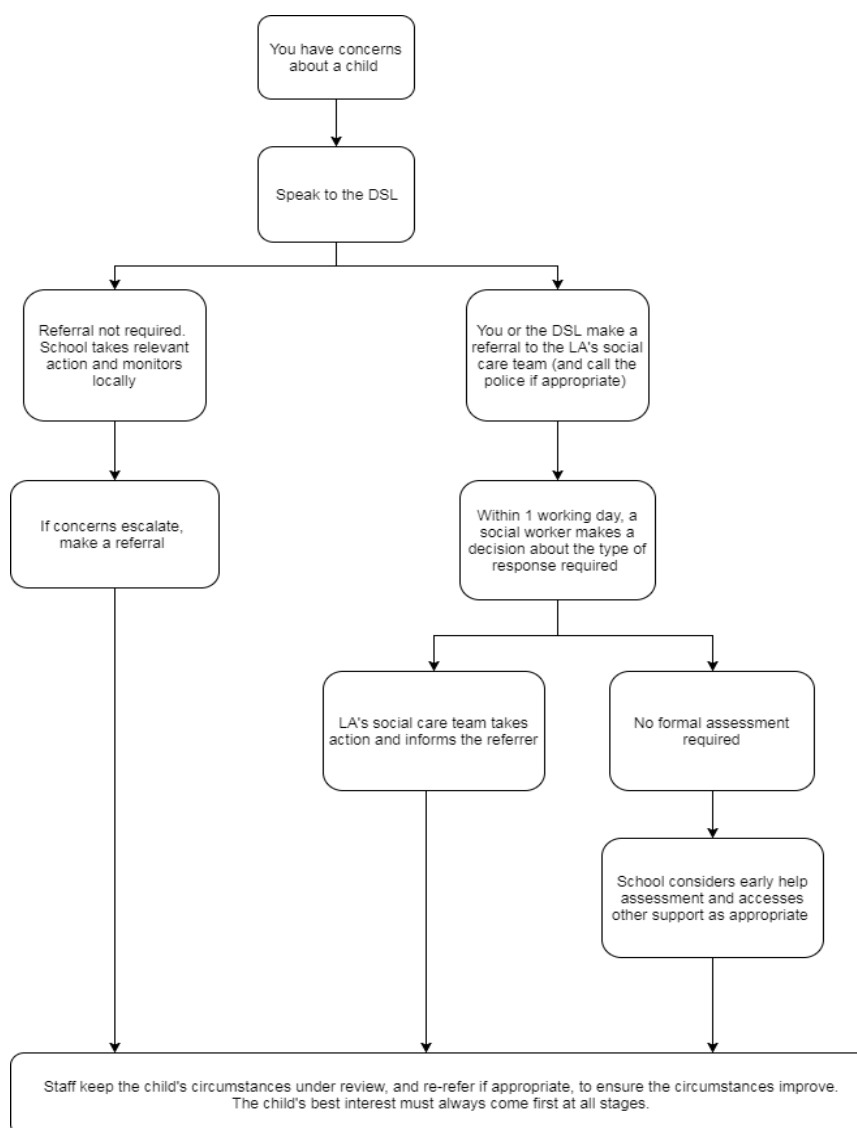 You have concerns
about a child
Speak to the DSL
Referral not required.
School takes relevant
action and monitors
locally
You or the DSL make a
referral to the LA's social
care team (and call the
police if appropriate)
If concerns escalate,
make a referral
Within 1 working day, a
social worker makes a
decision about the type of
response required
LA's social care team takes
action and informs the referrer
No formal assessment
required
School considers early help
assessment and accesses
other support as appropriate
Staff keep the child's circumstances under review, and re-refer if appropriate, to ensure the circumstances improve.
The child's best interest must always come first at all stages.